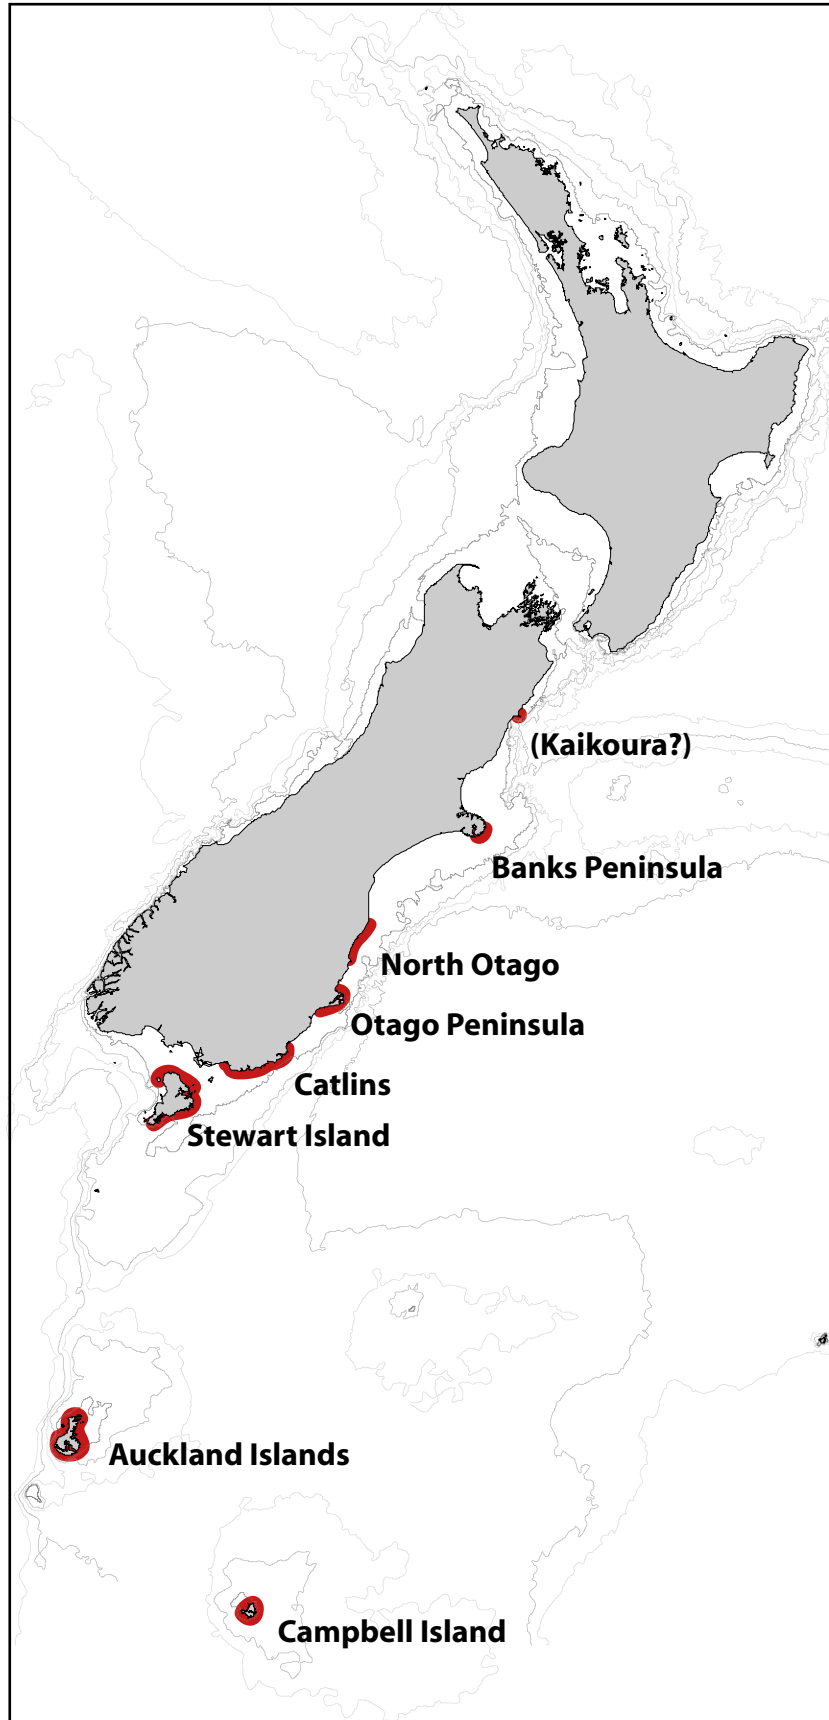 (Kaikoura?)
Banks Peninsula
North Otago
Otago Peninsula
Catlins
Stewart Island
Auckland Islands
Campbell Island